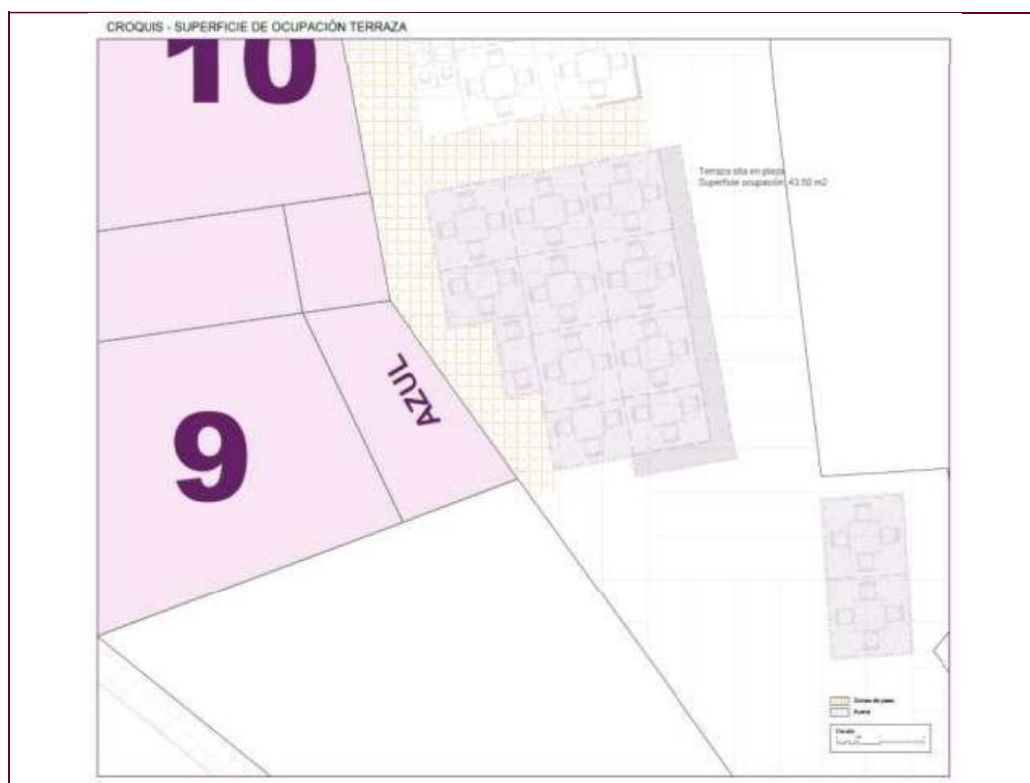 CROQUIS - SUPERFICIE DE OCUPACIÓN TERRAZA
10
Terraza sita en plaza
Superficie ocupación: 43.50 m2
AZUL
9
Zonas de paso
Acera
Escala